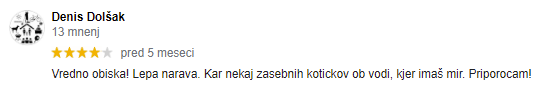 Denis Dolšak
13 mnenj
pred 5 meseci
Vredno obiska! Lepa narava. Kar nekaj zasebnih kotickov ob vodi, kjer imaš mir. Priporocam!